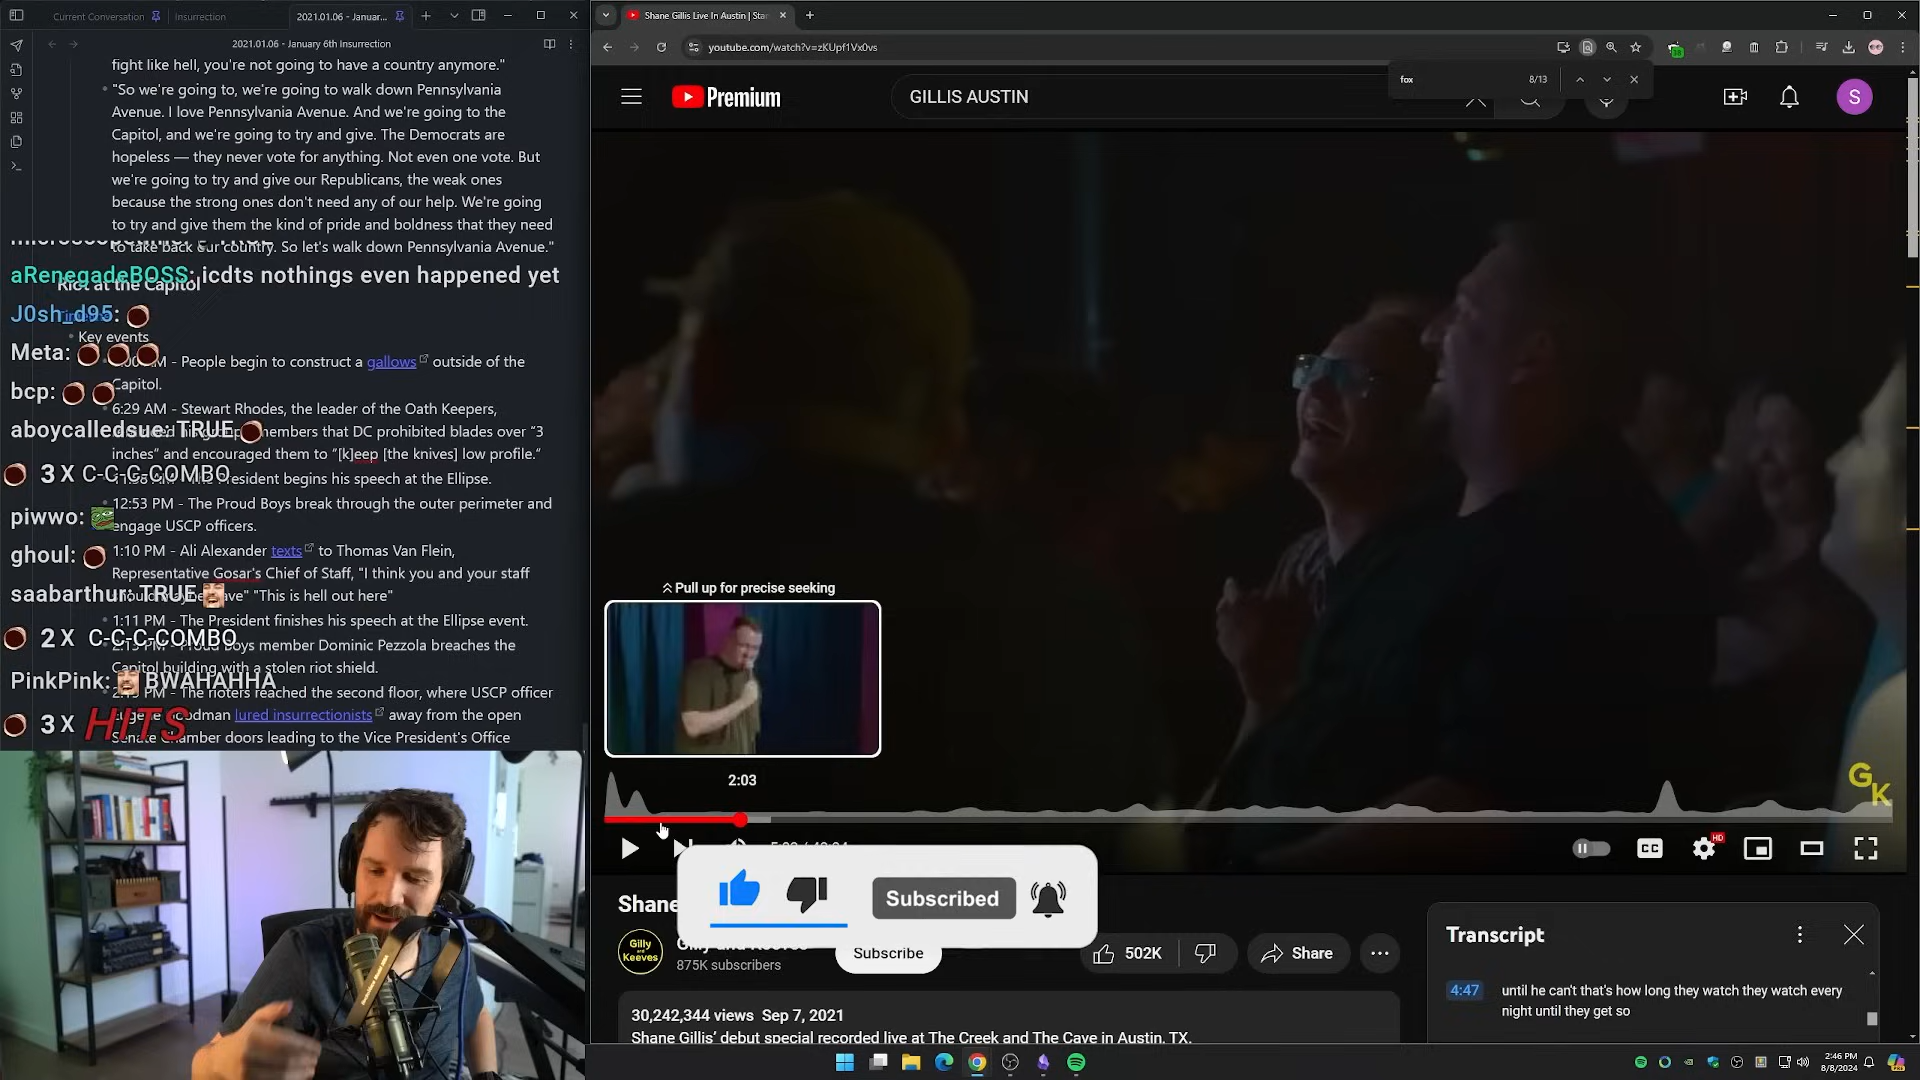 Current Conversation
Insurrection
2021.01.06 - Januar...
2021.01.06 - January 6th Insurrection
fight like hell, you're not going to have a country anymore."
"So we're going to, we're going to walk down Pennsylvania
Avenue. I love Pennsylvania Avenue. And we're going to the
Capitol, and we're going to try and give. The Democrats are
hopeless — they never vote for anything. Not even one vote. But
we're going to try and give our Republicans, the weak ones
because the strong ones don't need any of our help. We're going
to try and give them the kind of pride and boldness that they need
to take back our country. So let's walk down Pennsylvania Avenue."
aRenegadeBOSS: icdts nothings even happened yet
Riot at the Capitol
J0sh_d95:
Key events
Meta:
AM - People begin to construct a gallows outside of the
Capitol.
bcp:
6:29 AM - Stewart Rhodes, the leader of the Oath Keepers,
aboycalledsue: TRUE
members that DC prohibited blades over "3
inches" and encouraged them to "[k]eep [the knives] low profile."
3 X C-C-C-COMBO
President begins his speech at the Ellipse.
12:53 PM - The Proud Boys break through the outer perimeter and
piwwo:
engage USCP officers.
ghoul:
1:10 PM - Ali Alexander texts to Thomas Van Flein,
Representative Gosar's Chief of Staff, "I think you and your staff
saabarthur: TRUE
"This is hell out here"
1:11 PM - The President finishes his speech at the Ellipse event.
2 X C-C-C-COMBO
Boys member Dominic Pezzola breaches the
Capitol building with a stolen riot shield.
PinkPink: BWAHAHHA
PM - The rioters reached the second floor, where USCP officer
3 X HITS
lured insurrectionists away from the open
Senate Chamber doors leading to the Vice President's Office
Shane Gillis Live In Austin | Sta
youtube.com/watch?v=zKUpf1Vx0vs
fox
8/13
Premium
GILLIS AUSTIN
S
Pull up for precise seeking
2:03
GK
CC
HD
Shane
Subscribed
Gilly and Keeves
875K subscribers
Subscribe
502K
Share
30,242,344 views Sep 7, 2021
Shane Gillis' debut special recorded live at The Creek and The Cave in Austin, TX.
Transcript
4:47
until he can't that's how long they watch they watch every
night until they get so
2:46 PM
8/8/2024